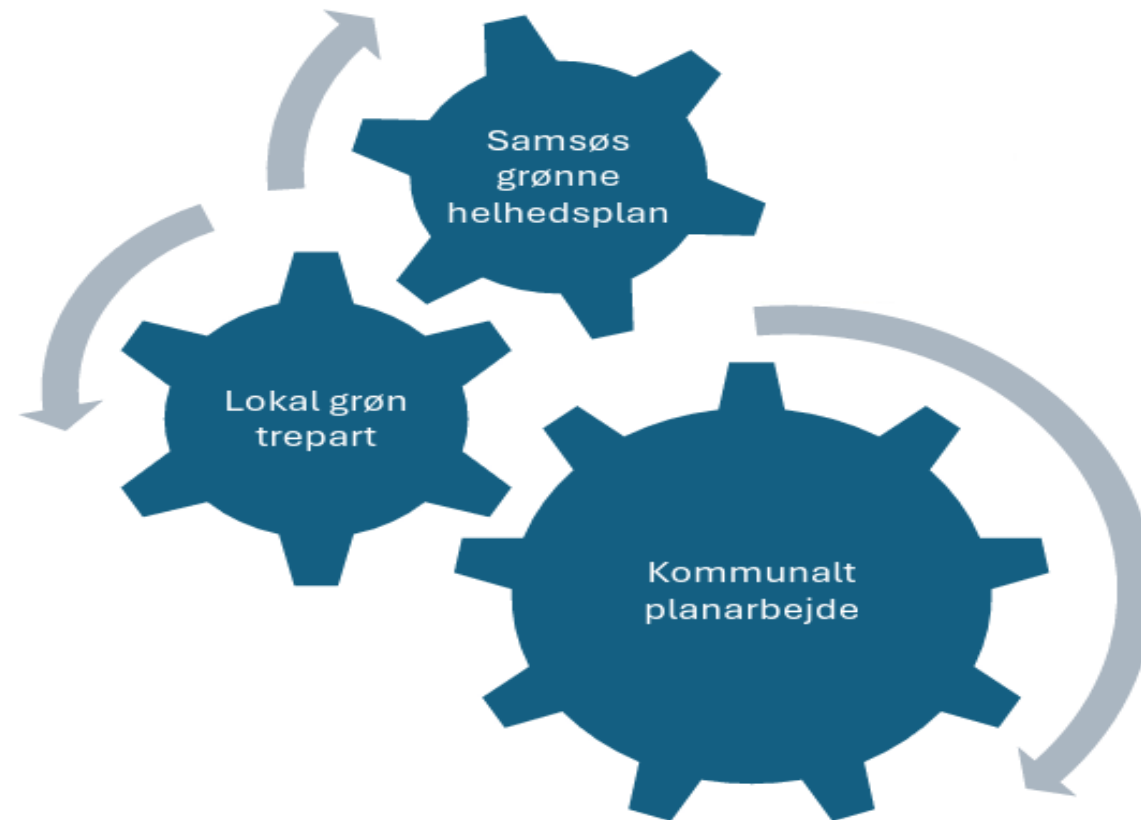 Samsøs
grønne
helhedsplan
Lokal grøn
trepart
Kommunalt
planarbejde